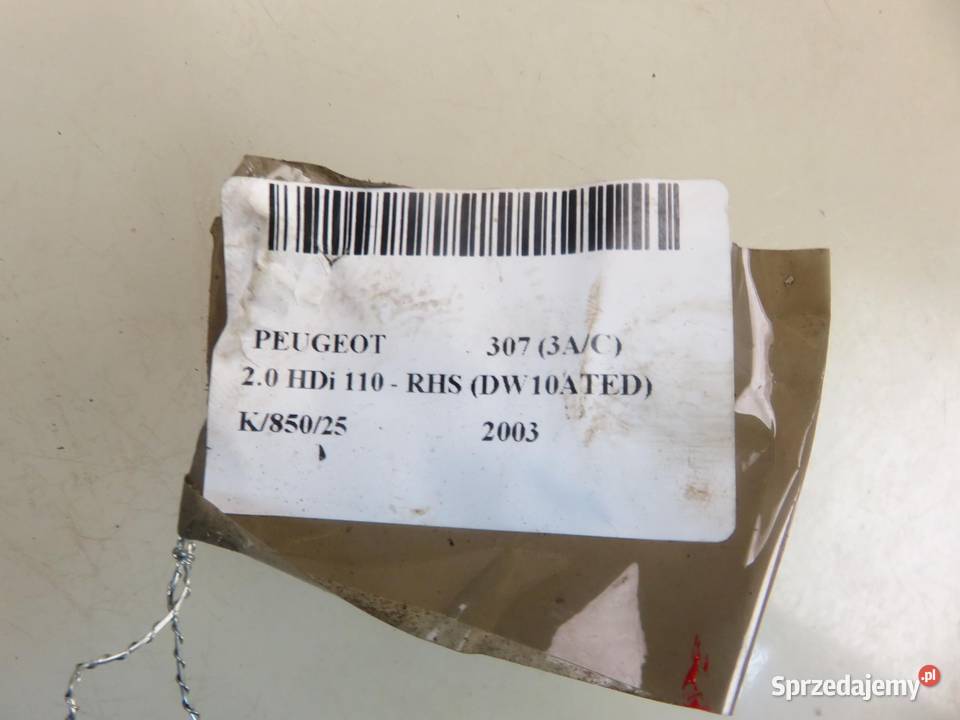 PEUGEOT 307 (3A/C)
2.0 HDi 110 - RHS (DW10ATED)
K/850/25 2003
Sprzedajemy.pl